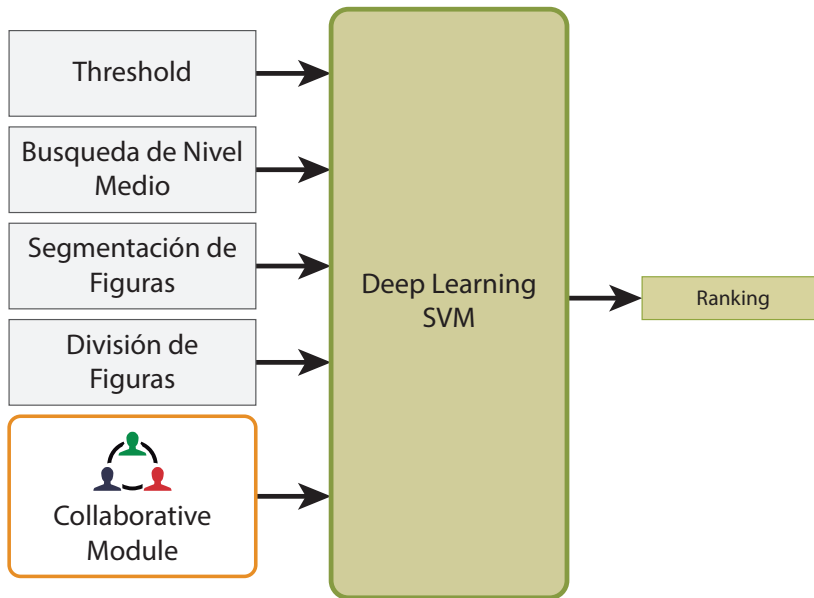 Threshold
Busqueda de Nivel
Medio
Segmentación de
Figuras
División de
Figuras
Collaborative
Module
Deep Learning
SVM
Ranking